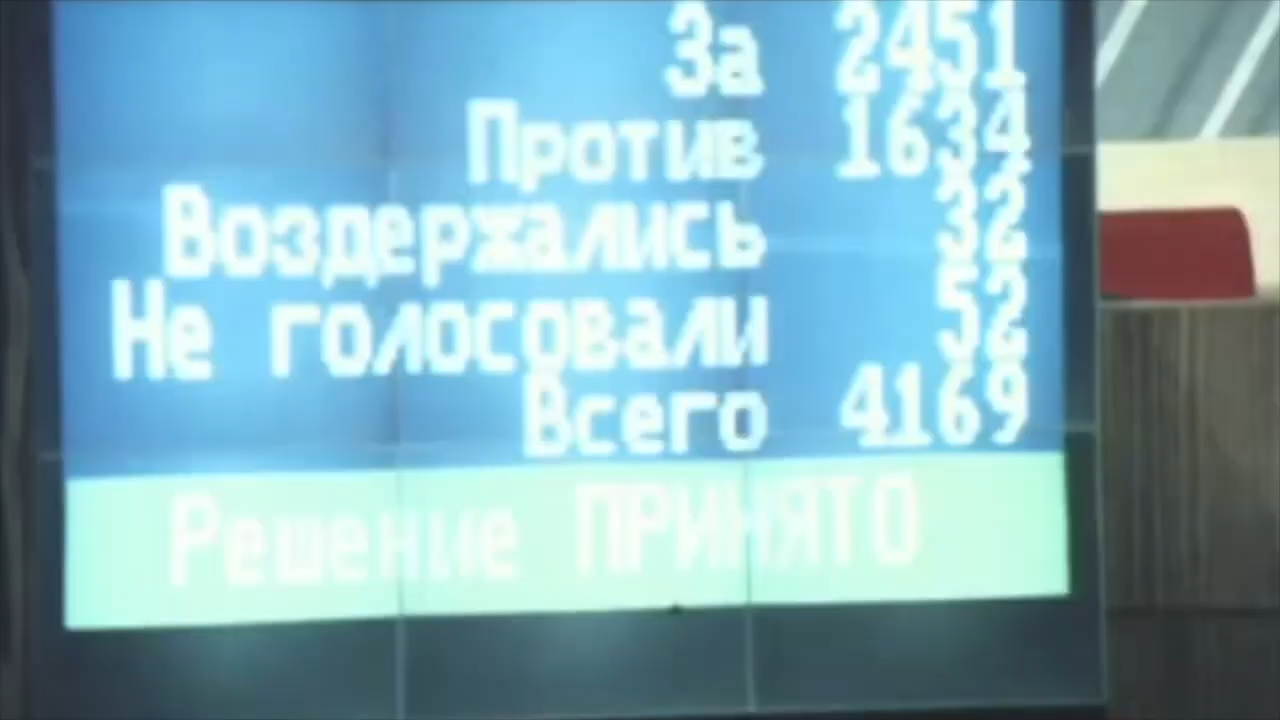 За 2451
Против 1634
Воздержались 32
Не голосовали 52
Всего 4169
Решение ПРИНЯТО